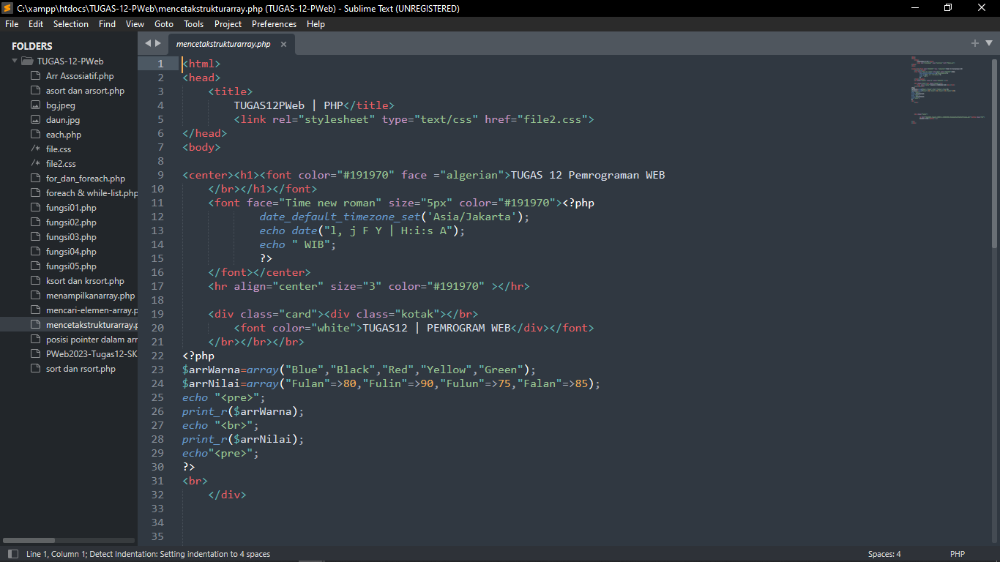 C:\xampp\htdocs\TUGAS-12-PWeb\mencetakstrukturarray.php (TUGAS-12-PWeb) - Sublime Text (UNREGISTERED)
File Edit Selection Find View Goto Tools Project Preferences Help
FOLDERS
TUGAS-12-PWeb
Arr Assosiatif.php
asort dan arsort.php
bg.jpeg
daun.jpg
each.php
/* file.css
/* file2.css
for_dan_foreach.php
foreach & while-list.php
fungsi01.php
fungsi02.php
fungsi03.php
fungsi04.php
fungsi05.php
ksort dan krsort.php
menampilkanarray.php
mencari-elemen-array.p
mencetakstrukturarray.p
posisi pointer dalam arr
PWeb2023-Tugas12-SK
sort dan rsort.php
mencetakstrukturarray.php
1 <html>
2 <head>
3     <title>
4         TUGAS12PWeb | PHP</title>
5         <link rel="stylesheet" type="text/css" href="file2.css">
6 </head>
7 <body>
8
9 <center><h1><font color="#191970" face ="algerian">TUGAS 12 Pemrograman WEB
10     </br></h1></font>
11     <font face="Time new roman" size="5px" color="#191970"><?php
12             date_default_timezone_set('Asia/Jakarta');
13             echo date("l, j F Y | H:i:s A");
14             echo " WIB";
15             ?>
16     </font></center>
17     <hr align="center" size="3" color="#191970" ></hr>
18
19     <div class="card"><div class="kotak"></br>
20         <font color="white">TUGAS12 | PEMROGRAM WEB</div></font>
21     </br></br></br>
22 <?php
23 $arrWarna=array("Blue","Black","Red","Yellow","Green");
24 $arrNilai=array("Fulan"=>80,"Fulin"=>90,"Fulun"=>75,"Falan"=>85);
25 echo "<pre>";
26 print_r($arrWarna);
27 echo "<br>";
28 print_r($arrNilai);
29 echo"<pre>";
30 ?>
31 <br>
32     </div>
33
34
35
Line 1, Column 1; Detect Indentation: Setting indentation to 4 spaces
Spaces: 4
PHP